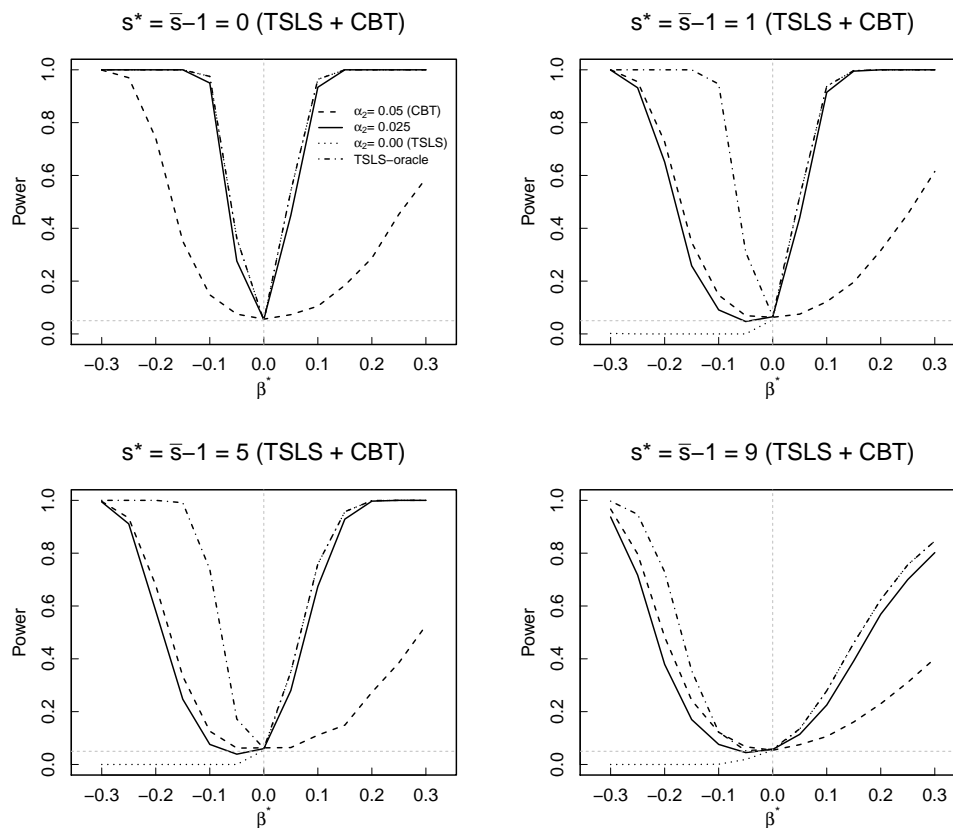 s* = s̅−1 = 0 (TSLS + CBT)
Power
1.0
0.8
0.6
0.4
0.2
0.0
α₂= 0.05 (CBT)
α₂= 0.025
α₂= 0.00 (TSLS)
TSLS−oracle
−0.3 −0.2 −0.1 0.0 0.1 0.2 0.3
β*
s* = s̅−1 = 1 (TSLS + CBT)
Power
1.0
0.8
0.6
0.4
0.2
0.0
−0.3 −0.2 −0.1 0.0 0.1 0.2 0.3
β*
s* = s̅−1 = 5 (TSLS + CBT)
Power
1.0
0.8
0.6
0.4
0.2
0.0
−0.3 −0.2 −0.1 0.0 0.1 0.2 0.3
β*
s* = s̅−1 = 9 (TSLS + CBT)
Power
1.0
0.8
0.6
0.4
0.2
0.0
−0.3 −0.2 −0.1 0.0 0.1 0.2 0.3
β*